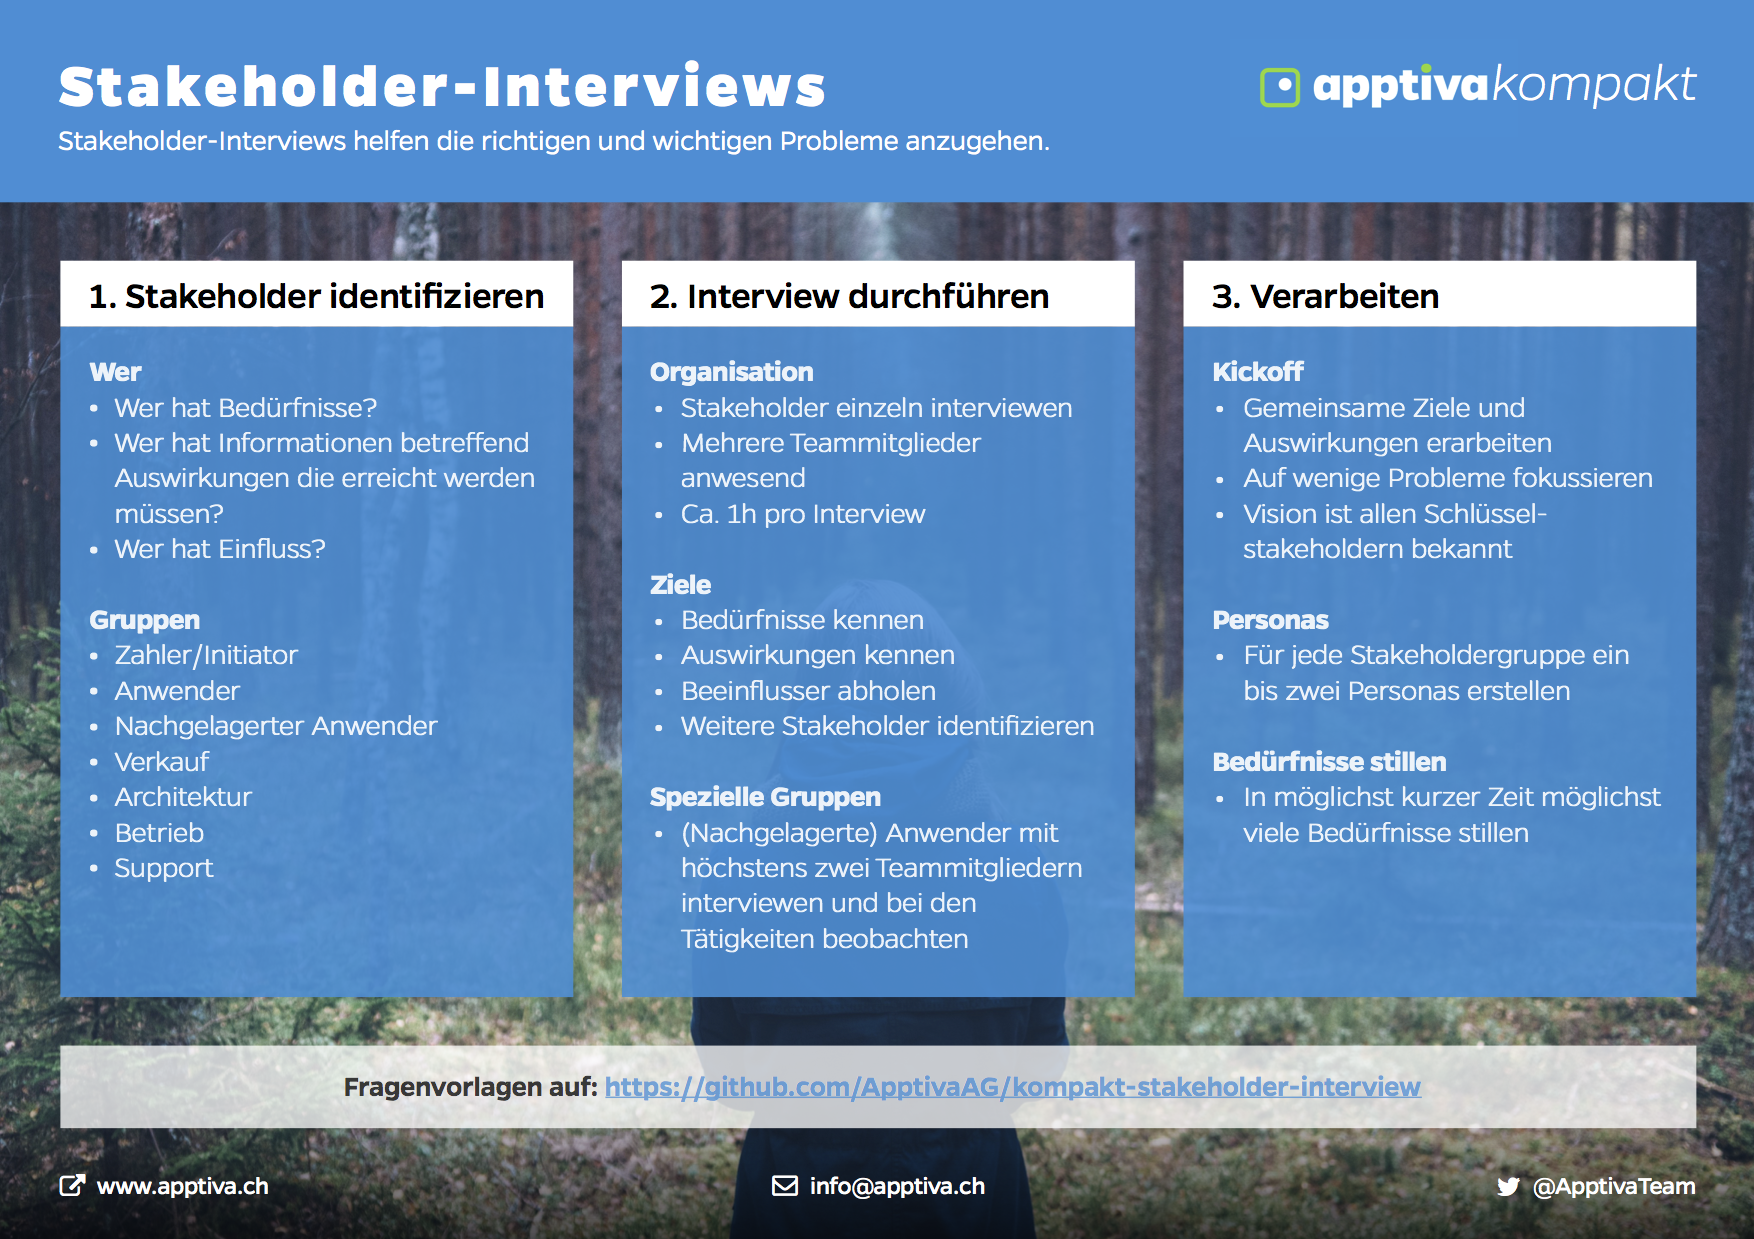 Stakeholder-Interviews
apptivakompakt
Stakeholder-Interviews helfen die richtigen und wichtigen Probleme anzugehen.
1. Stakeholder identifizieren
Wer
• Wer hat Bedürfnisse?
• Wer hat Informationen betreffend
Auswirkungen die erreicht werden
müssen?
• Wer hat Einfluss?
Gruppen
• Zahler/Initiator
• Anwender
• Nachgelagerter Anwender
• Verkauf
• Architektur
• Betrieb
• Support
2. Interview durchführen
Organisation
• Stakeholder einzeln interviewen
• Mehrere Teammitglieder
anwesend
• Ca. 1h pro Interview
Ziele
• Bedürfnisse kennen
• Auswirkungen kennen
• Beeinflusser abholen
• Weitere Stakeholder identifizieren
Spezielle Gruppen
• (Nachgelagerte) Anwender mit
höchstens zwei Teammitgliedern
interviewen und bei den
Tätigkeiten beobachten
3. Verarbeiten
Kickoff
• Gemeinsame Ziele und
Auswirkungen erarbeiten
• Auf wenige Probleme fokussieren
• Vision ist allen Schlüssel-
stakeholdern bekannt
Personas
• Für jede Stakeholdergruppe ein
bis zwei Personas erstellen
Bedürfnisse stillen
• In möglichst kurzer Zeit möglichst
viele Bedürfnisse stillen
Fragenvorlagen auf: https://github.com/ApptivaAG/kompakt-stakeholder-interview
www.apptiva.ch
info@apptiva.ch
@ApptivaTeam